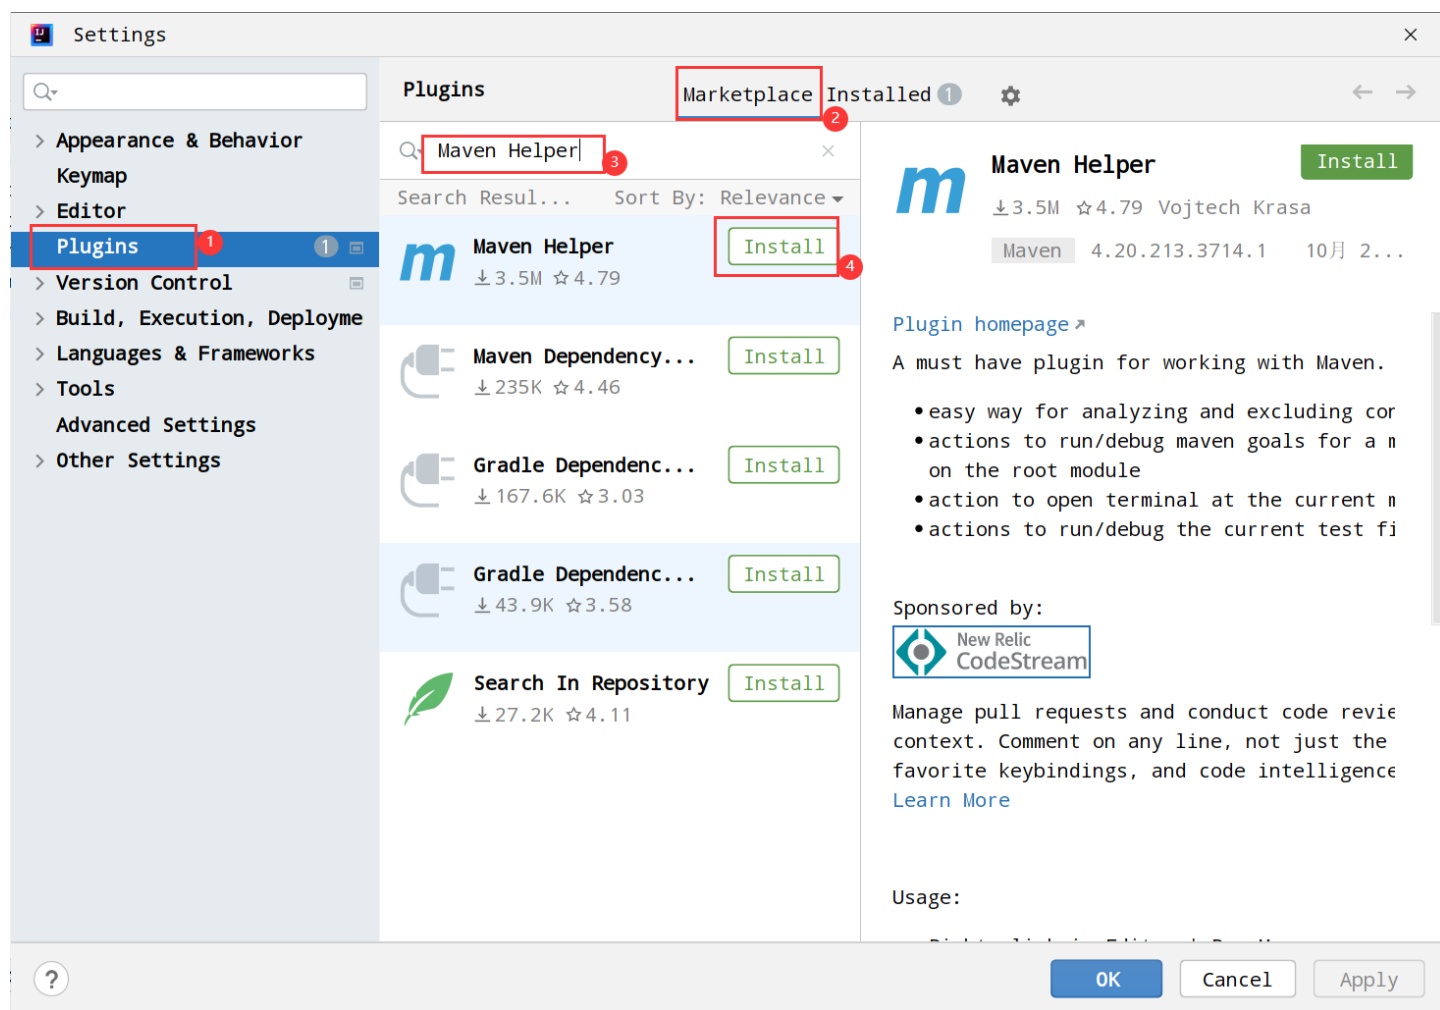 Settings
Plugins
Marketplace
Installed 1
2
Appearance & Behavior
Keymap
Editor
Plugins
1
1
Version Control
Build, Execution, Deployme
Languages & Frameworks
Tools
Advanced Settings
Other Settings
Maven Helper
3
Search Resul... Sort By: Relevance
Maven Helper
Install
4
3.5M 4.79
Maven Dependency...
Install
235K 4.46
Gradle Dependenc...
Install
167.6K 3.03
Gradle Dependenc...
Install
43.9K 3.58
Search In Repository
Install
27.2K 4.11
m
m
Maven Helper
Install
3.5M 4.79 Vojtech Krasa
Maven 4.20.213.3714.1 10月 2...
Plugin homepage
A must have plugin for working with Maven.
easy way for analyzing and excluding cor
actions to run/debug maven goals for a m
on the root module
action to open terminal at the current m
actions to run/debug the current test fi
Sponsored by:
New Relic
CodeStream
Manage pull requests and conduct code revie
context. Comment on any line, not just the
favorite keybindings, and code intelligence
Learn More
Usage:
?
OK
Cancel
Apply